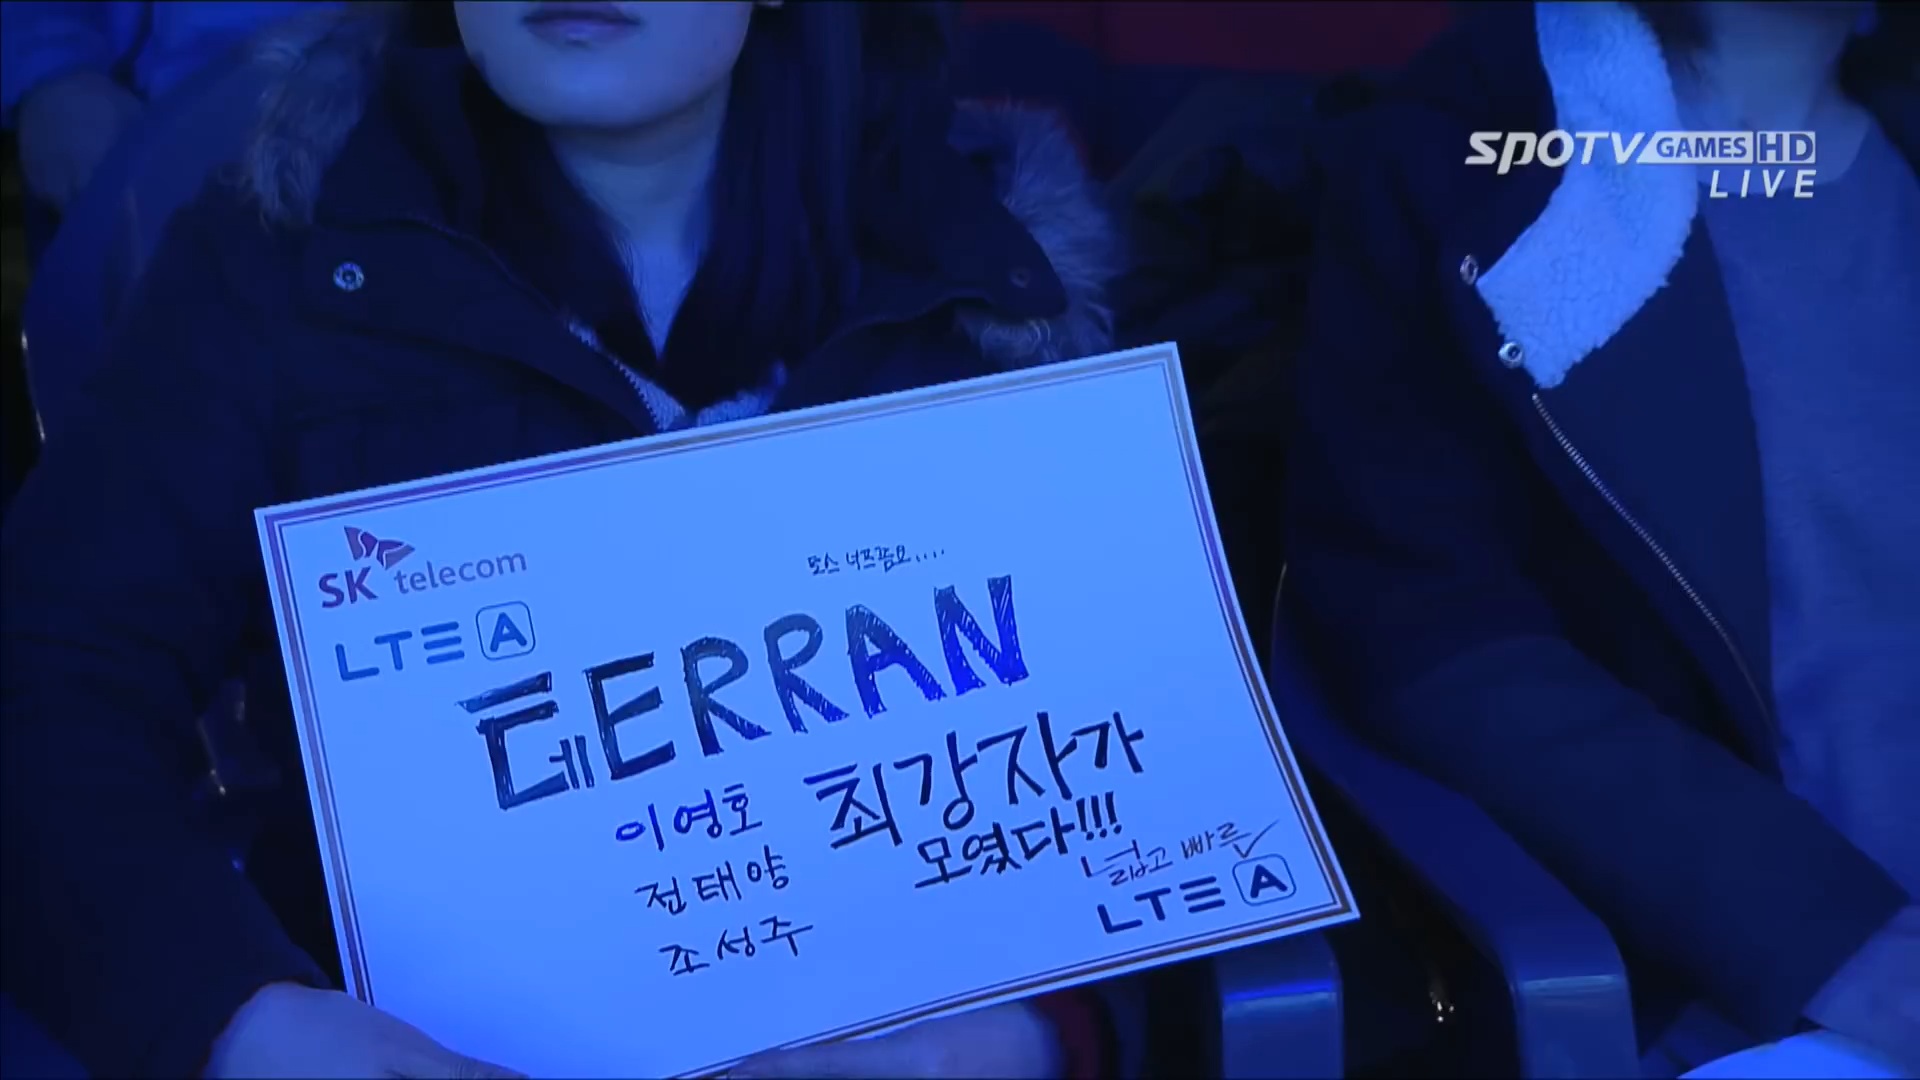 SPOTV GAMES HD
LIVE
SK telecom
LTE A
토스 너프쫌요....
테ERRAN
이영호
전태양
조성주
최강자가
모였다!!!
넓고 빠른
LTE A